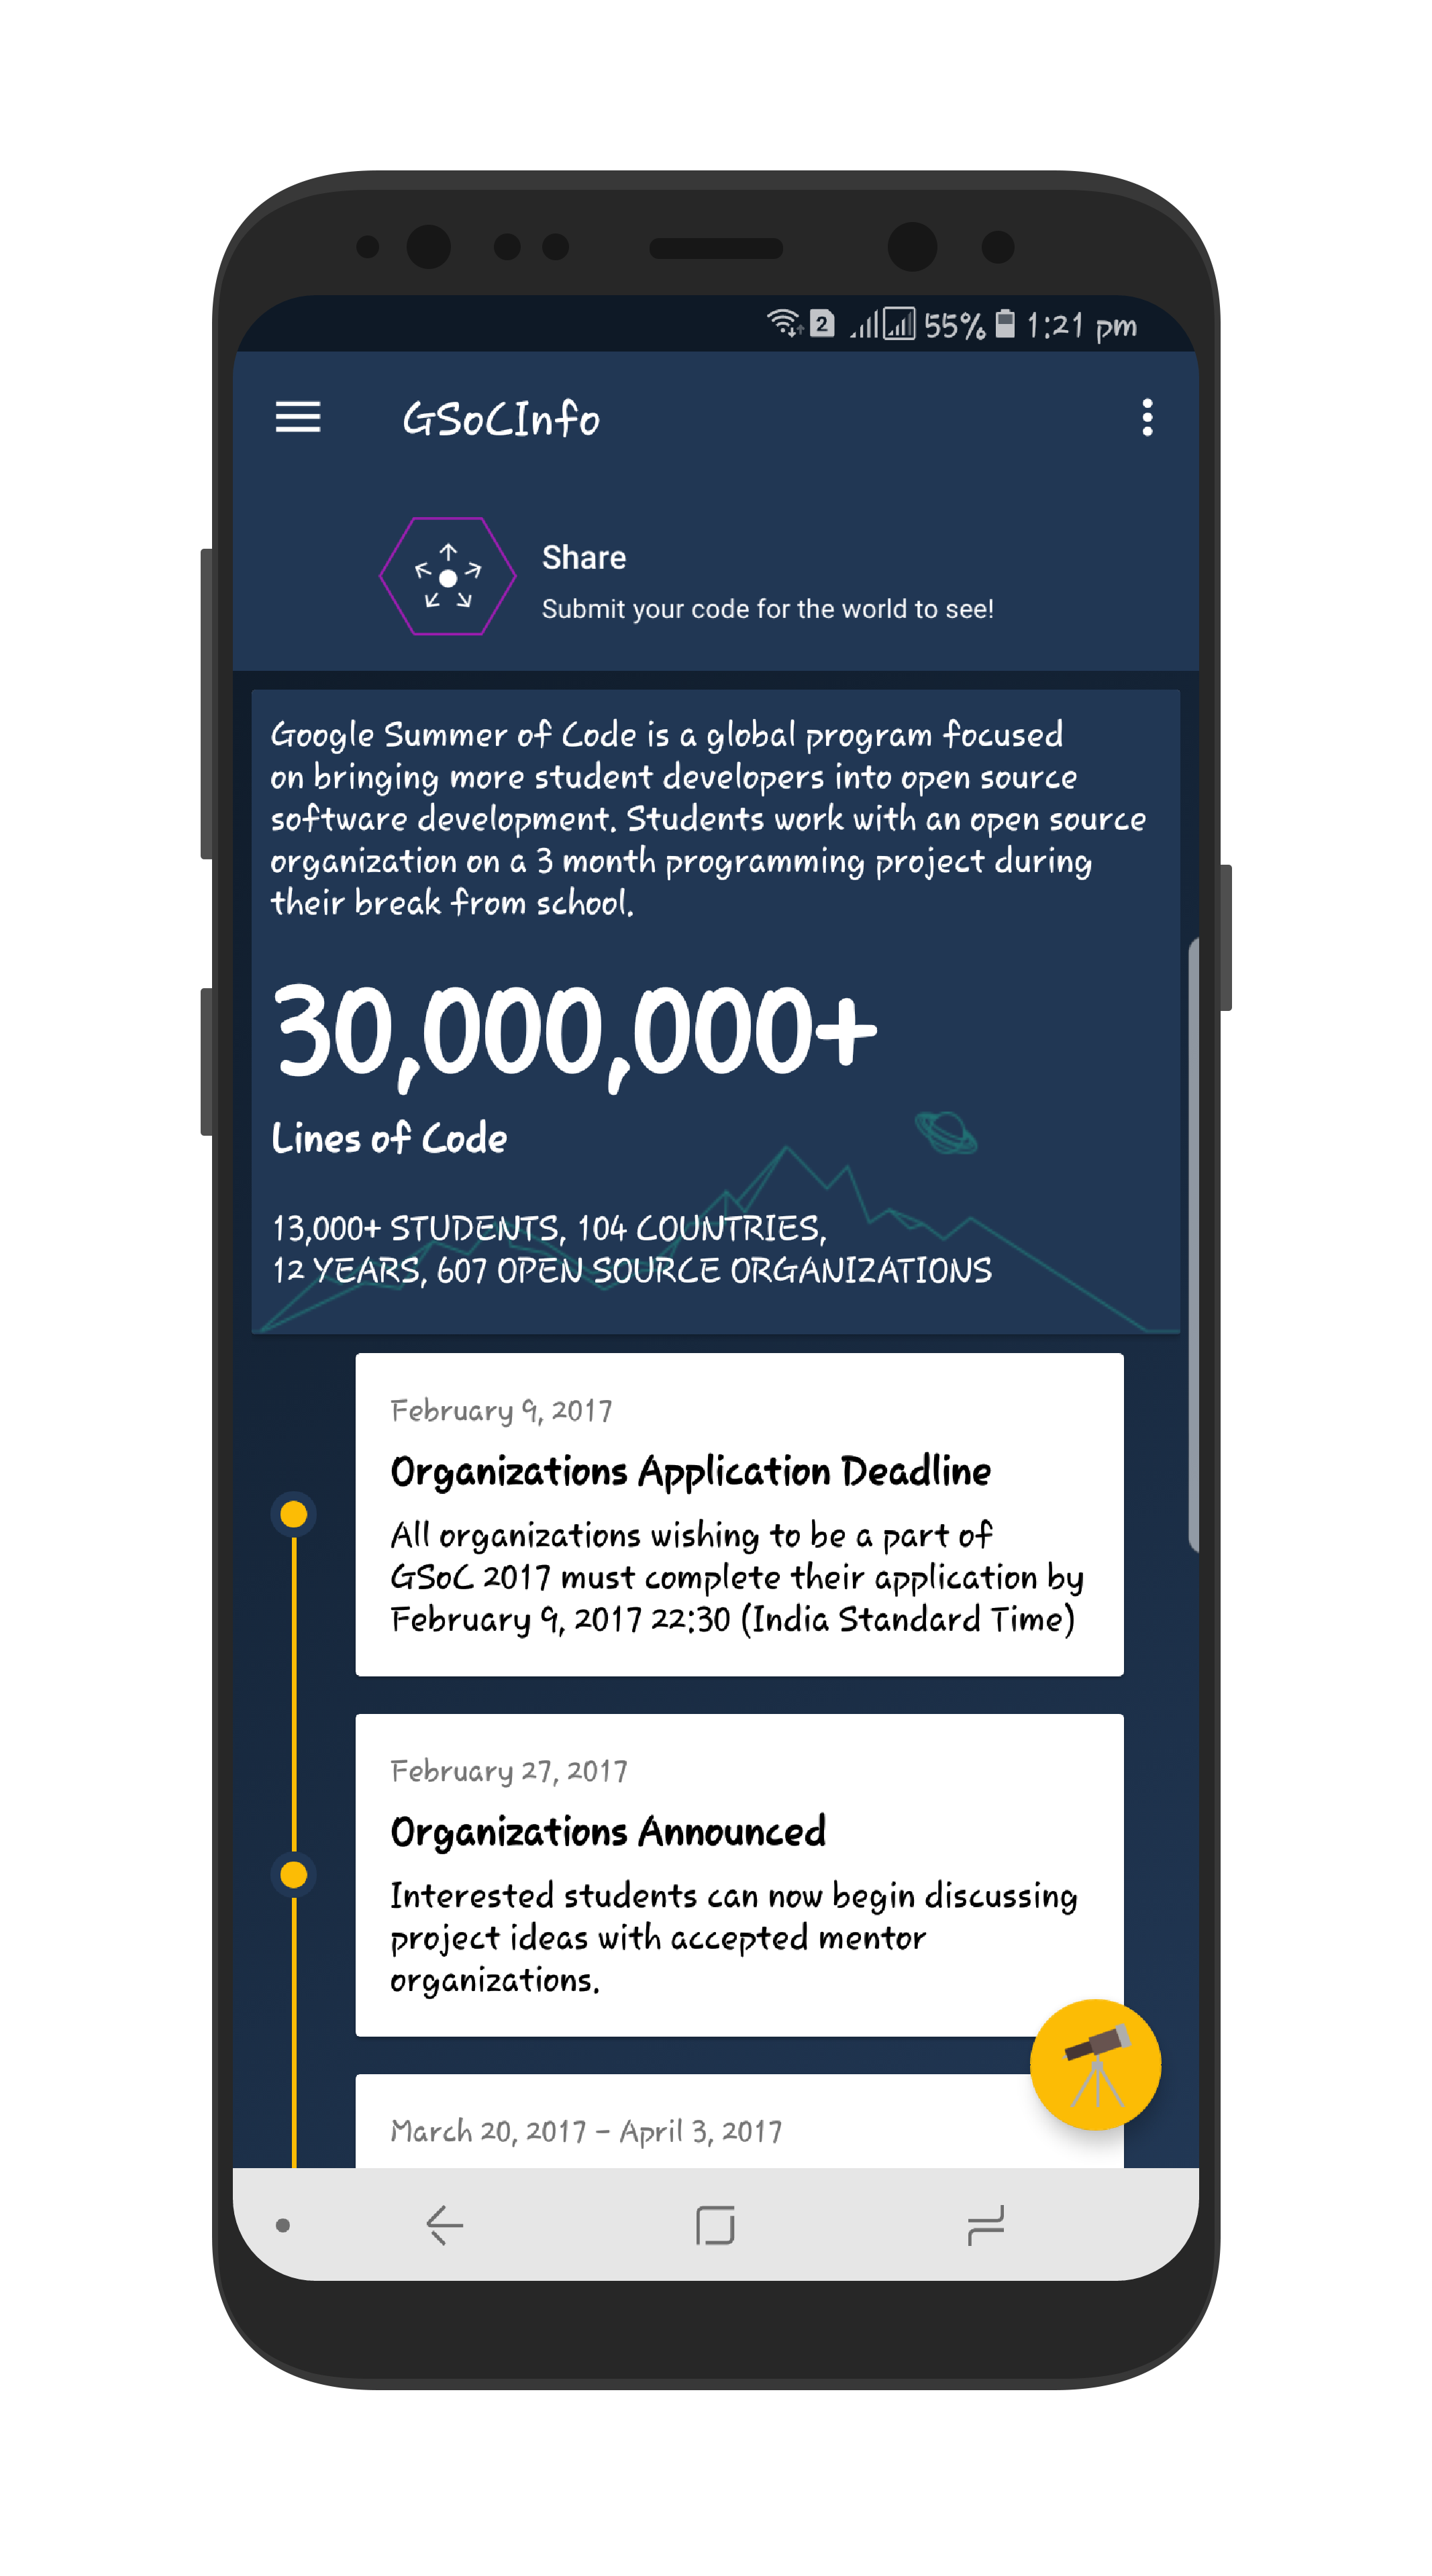 2 55% 1:21 pm
GSoCInfo
Share
Submit your code for the world to see!
Google Summer of Code is a global program focused
on bringing more student developers into open source
software development. Students work with an open source
organization on a 3 month programming project during
their break from school.
30,000,000+
Lines of Code
13,000+ STUDENTS, 104 COUNTRIES,
12 YEARS, 607 OPEN SOURCE ORGANIZATIONS
February 9, 2017
Organizations Application Deadline
All organizations wishing to be a part of
GSoC 2017 must complete their application by
February 9, 2017 22:30 (India Standard Time)
February 27, 2017
Organizations Announced
Interested students can now begin discussing
project ideas with accepted mentor
organizations.
March 20, 2017 - April 3, 2017